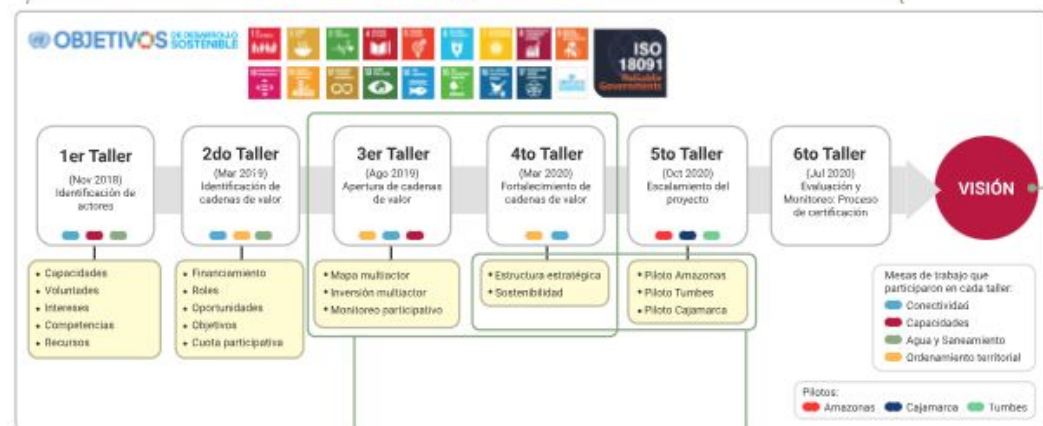 OBJETIVOS DE DESARROLLO
SOSTENIBLE
ISO
18091
Reliable
Governments
1er Taller
(Nov 2018)
Identificación de
actores
2do Taller
(Mar 2019)
Identificación de
cadenas de valor
3er Taller
(Ago 2019)
Apertura de cadenas
de valor
4to Taller
(Mar 2020)
Fortalecimiento de
cadenas de valor
5to Taller
(Oct 2020)
Escalamiento del
proyecto
6to Taller
(Jul 2020)
Evaluación y
Monitoreo: Proceso
de certificación
VISIÓN
• Capacidades
• Voluntades
• Intereses
• Competencias
• Recursos
• Financiamiento
• Roles
• Oportunidades
• Objetivos
• Cuota participativa
• Mapa multiactor
• Inversión multiactor
• Monitoreo participativo
• Estructura estratégica
• Sostenibilidad
• Piloto Amazonas
• Piloto Tumbes
• Piloto Cajamarca
Mesas de trabajo que
participaron en cada taller:
Conectividad
Capacidades
Agua y Saneamiento
Ordenamiento territorial
Pilotos:
Amazonas Cajamarca Tumbes